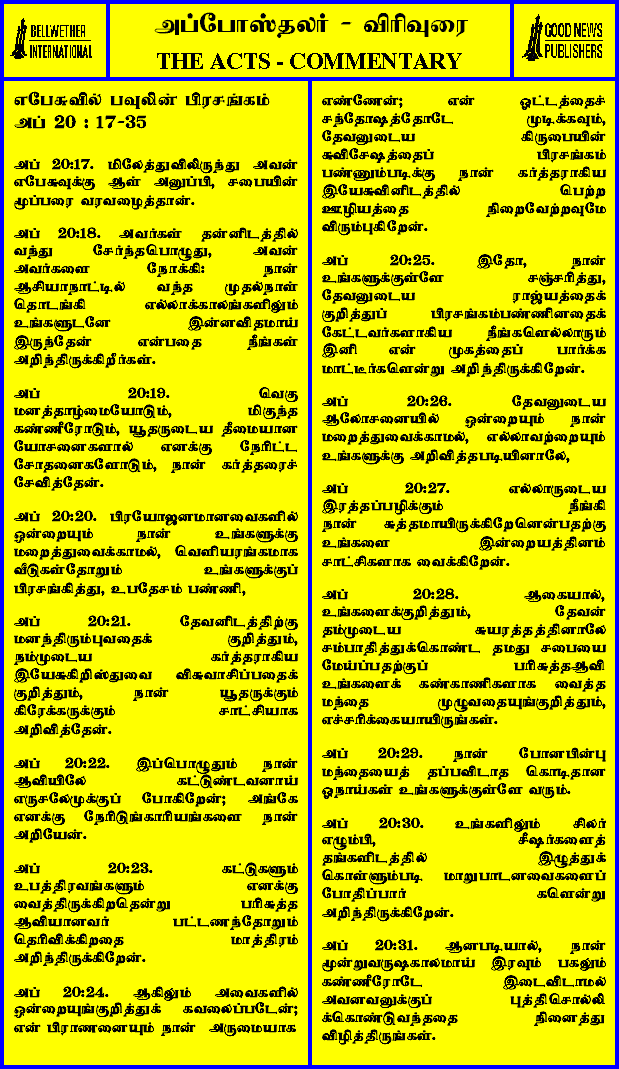 BELLWETHER
INTERNATIONAL
அப்போஸ்தலர் - விரிவுரை
THE ACTS - COMMENTARY
GOOD NEWS
PUBLISHERS
எபேசுவில் பவுலின் பிரசங்கம்
அப் 20 : 17-35
அப் 20:17. மிலேத்துவிலிருந்து அவன்
எபேசுவுக்கு ஆள் அனுப்பி, சபையின்
மூப்பரை வரவழைத்தான்.
அப் 20:18. அவர்கள் தன்னிடத்தில்
வந்து சேர்ந்தபொழுது, அவன்
அவர்களை நோக்கி: நான்
ஆசியாநாட்டில் வந்த முதல்நாள்
தொடங்கி எல்லாக்காலங்களிலும்
உங்களுடனே இன்னவிதமாய்
இருந்தேன் என்பதை நீங்கள்
அறிந்திருக்கிறீர்கள்.
அப் 20:19. வெகு
மனத்தாழ்மையோடும், மிகுந்த
கண்ணீரோடும், யூதருடைய தீமையான
யோசனைகளால் எனக்கு நேரிட்ட
சோதனைகளோடும், நான் கர்த்தரைச்
சேவித்தேன்.
அப் 20:20. பிரயோஜனமானவைகளில்
ஒன்றையும் நான் உங்களுக்கு
மறைத்துவைக்காமல், வெளியரங்கமாக
வீடுகள்தோறும் உங்களுக்குப்
பிரசங்கித்து, உபதேசம் பண்ணி,
அப் 20:21. தேவனிடத்திற்கு
மனந்திரும்புவதைக் குறித்தும்,
நம்முடைய கர்த்தராகிய
இயேசுகிறிஸ்துவை விசுவாசிப்பதைக்
குறித்தும், நான் யூதருக்கும்
கிரேக்கருக்கும் சாட்சியாக
அறிவித்தேன்.
அப் 20:22. இப்பொழுதும் நான்
ஆவியிலே கட்டுண்டவனாய்
எருசலேமுக்குப் போகிறேன்; அங்கே
எனக்கு நேரிடுங்காரியங்களை நான்
அறியேன்.
அப் 20:23. கட்டுகளும்
உபத்திரவங்களும் எனக்கு
வைத்திருக்கிறதென்று பரிசுத்த
ஆவியானவர் பட்டணந்தோறும்
தெரிவிக்கிறதை மாத்திரம்
அறிந்திருக்கிறேன்.
அப் 20:24. ஆகிலும் அவைகளில்
ஒன்றையுங்குறித்துக் கவலைப்படேன்;
என் பிராணனையும் நான் அருமையாக
எண்ணேன்; என் ஓட்டத்தைச்
சந்தோஷத்தோடே முடிக்கவும்,
தேவனுடைய கிருபையின்
சுவிசேஷத்தைப் பிரசங்கம்
பண்ணும்படிக்கு நான் கர்த்தராகிய
இயேசுவினிடத்தில் பெற்ற
ஊழியத்தை நிறைவேற்றவுமே
விரும்புகிறேன்.
அப் 20:25. இதோ, நான்
உங்களுக்குள்ளே சஞ்சரித்து,
தேவனுடைய ராஜ்யத்தைக்
குறித்துப் பிரசங்கம்பண்ணினதைக்
கேட்டவர்களாகிய நீங்களெல்லாரும்
இனி என் முகத்தைப் பார்க்க
மாட்டீர்களென்று அறிந்திருக்கிறேன்.
அப் 20:26. தேவனுடைய
ஆலோசனையில் ஒன்றையும் நான்
மறைத்துவைக்காமல், எல்லாவற்றையும்
உங்களுக்கு அறிவித்தபடியினாலே,
அப் 20:27. எல்லாருடைய
இரத்தப்பழிக்கும் நீங்கி
நான் சுத்தமாயிருக்கிறேனென்பதற்கு
உங்களை இன்றையத்தினம்
சாட்சிகளாக வைக்கிறேன்.
அப் 20:28. ஆகையால்,
உங்களைக்குறித்தும், தேவன்
தம்முடைய சுயரத்தத்தினாலே
சம்பாதித்துக்கொண்ட தமது சபையை
மேய்ப்பதற்குப் பரிசுத்தஆவி
உங்களைக் கண்காணிகளாக வைத்த
மந்தை முழுவதையுங்குறித்தும்,
எச்சரிக்கையாயிருங்கள்.
அப் 20:29. நான் போனபின்பு
மந்தையைத் தப்பவிடாத கொடிதான
ஓநாய்கள் உங்களுக்குள்ளே வரும்.
அப் 20:30. உங்களிலும் சிலர்
எழும்பி, சீஷர்களைத்
தங்களிடத்தில் இழுத்துக்
கொள்ளும்படி மாறுபாடானவைகளைப்
போதிப்பார் களென்று
அறிந்திருக்கிறேன்.
அப் 20:31. ஆனபடியால், நான்
மூன்றுவருஷகாலமாய் இரவும் பகலும்
கண்ணீரோடே இடைவிடாமல்
அவனவனுக்குப் புத்திசொல்லி
க்கொண்டுவந்ததை நினைத்து
விழித்திருங்கள்.